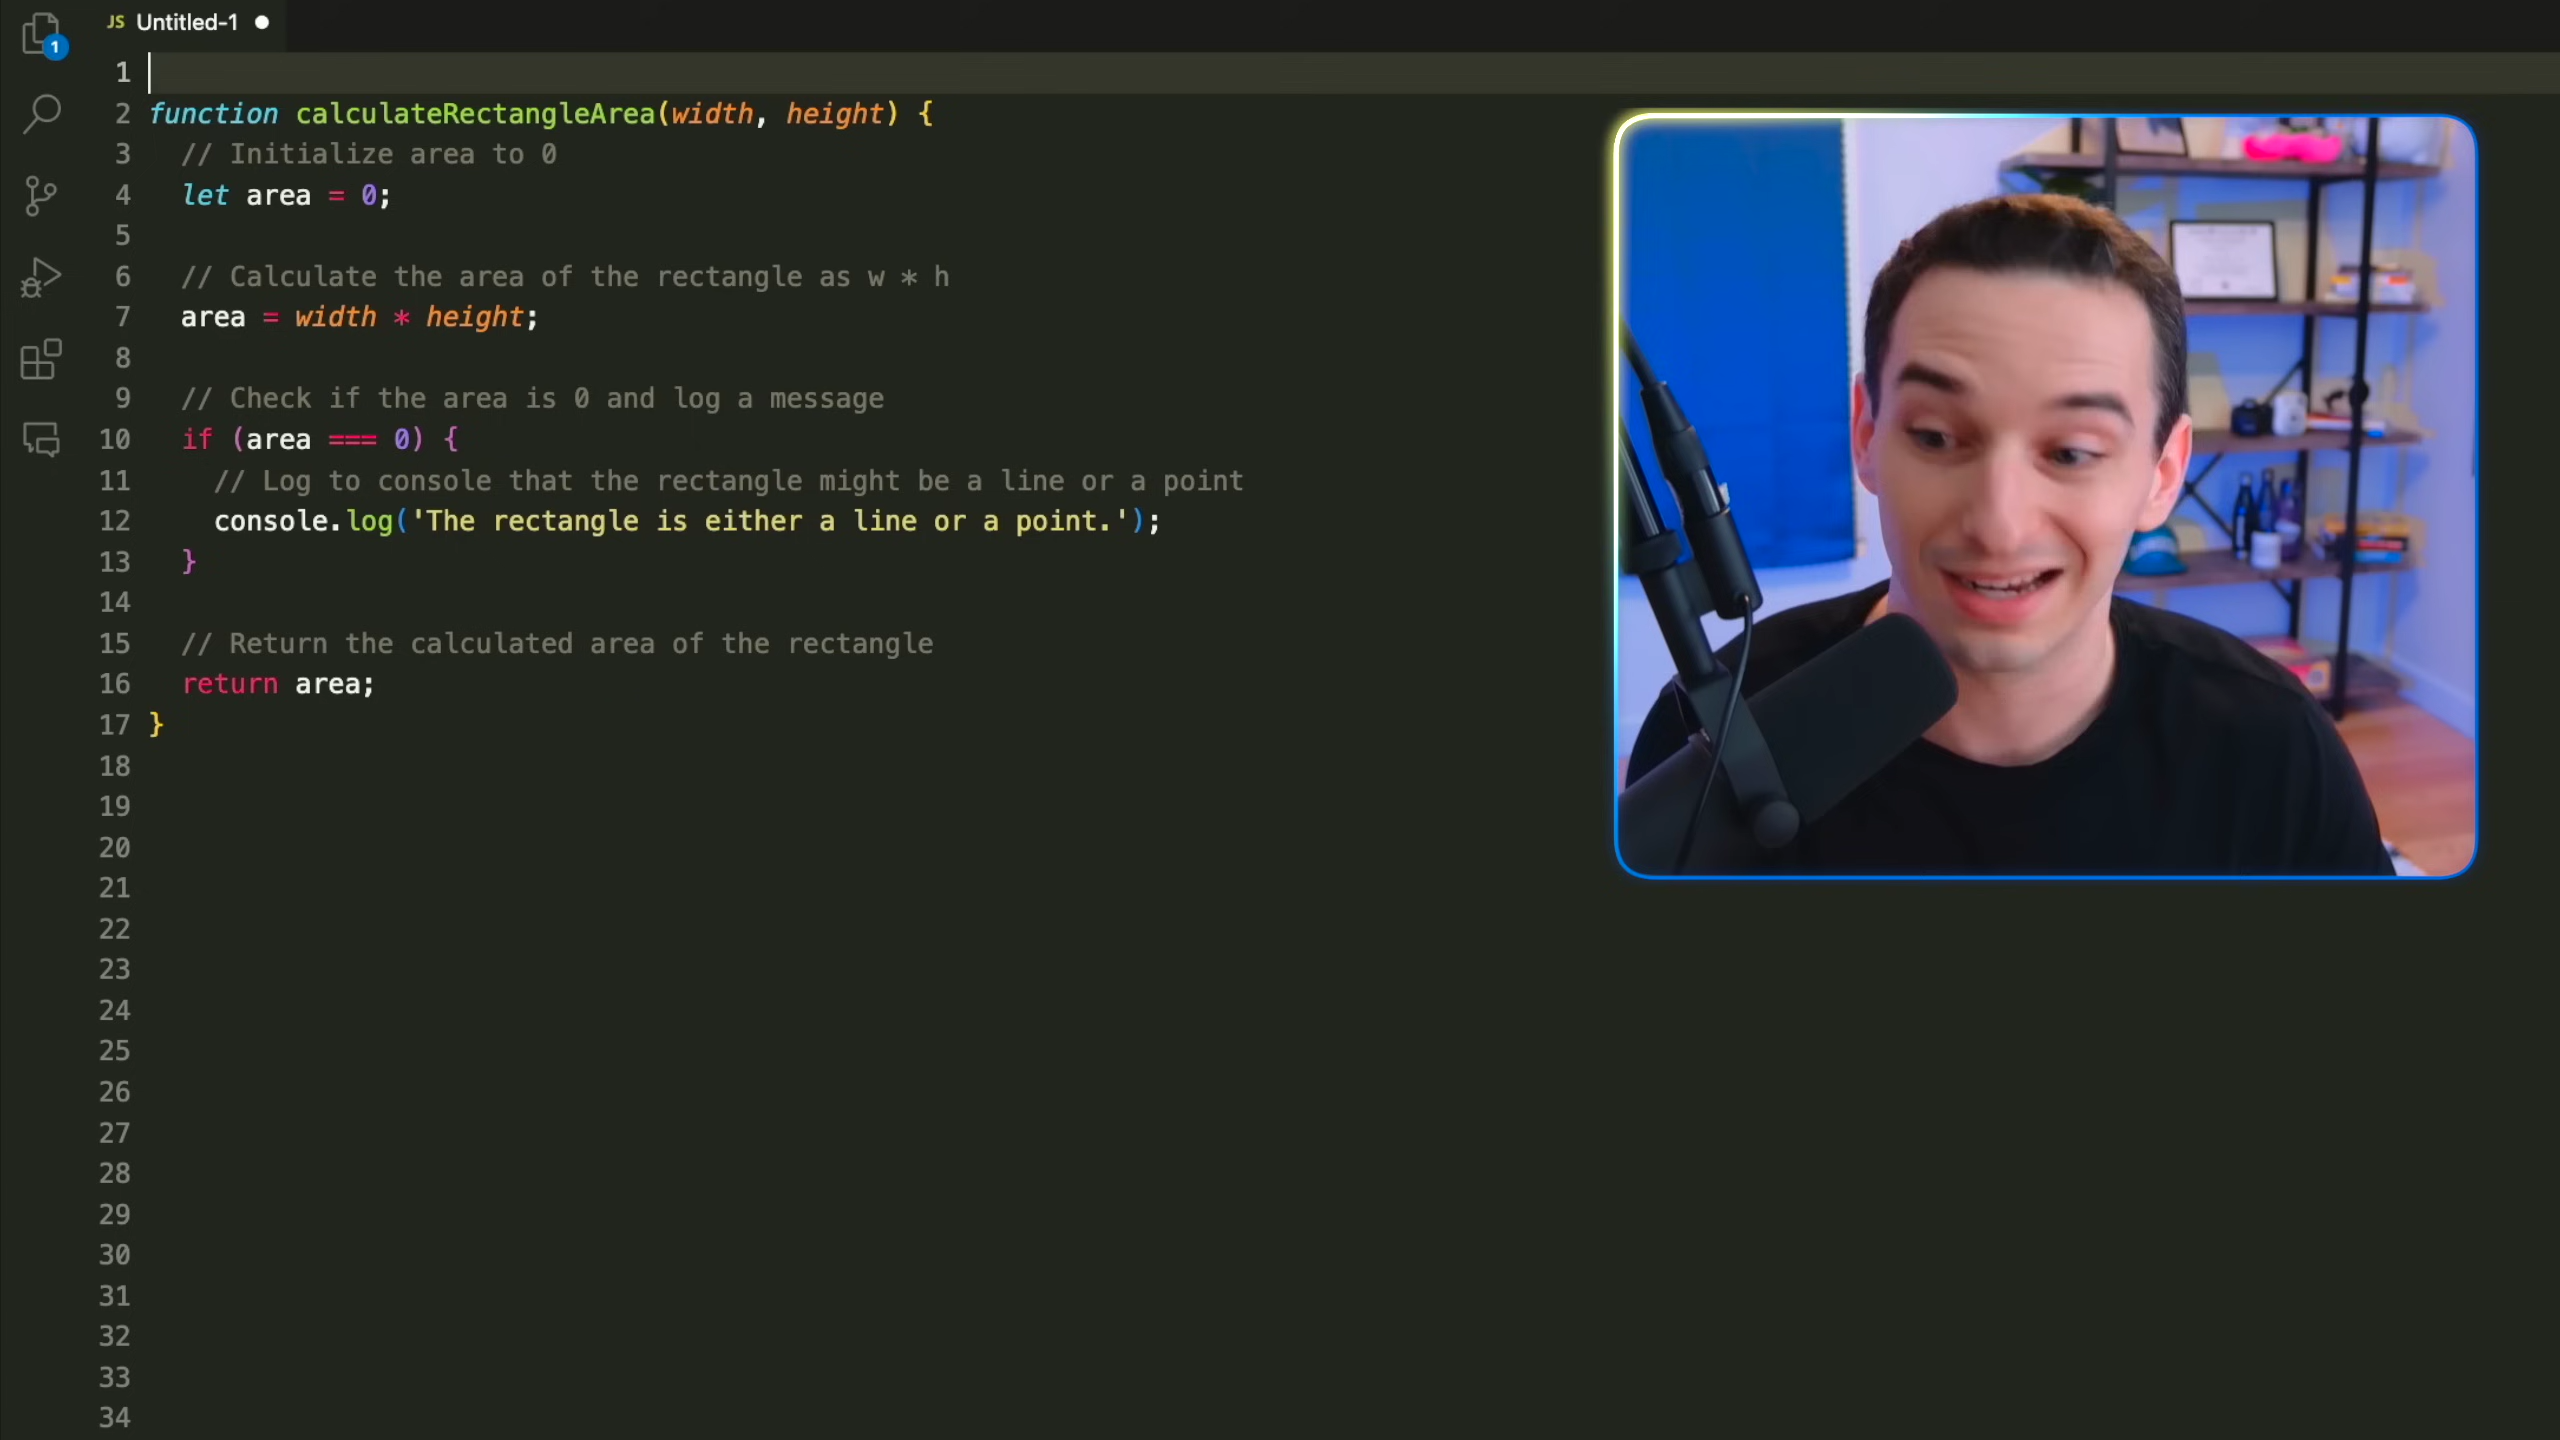 JS Untitled-1
1
1
2 function calculateRectangleArea(width, height) {
3 // Initialize area to 0
4 let area = 0;
5
6 // Calculate the area of the rectangle as w * h
7 area = width * height;
8
9 // Check if the area is 0 and log a message
10 if (area === 0) {
11 // Log to console that the rectangle might be a line or a point
12 console.log('The rectangle is either a line or a point.');
13 }
14
15 // Return the calculated area of the rectangle
16 return area;
17 }
18
19
20
21
22
23
24
25
26
27
28
29
30
31
32
33
34